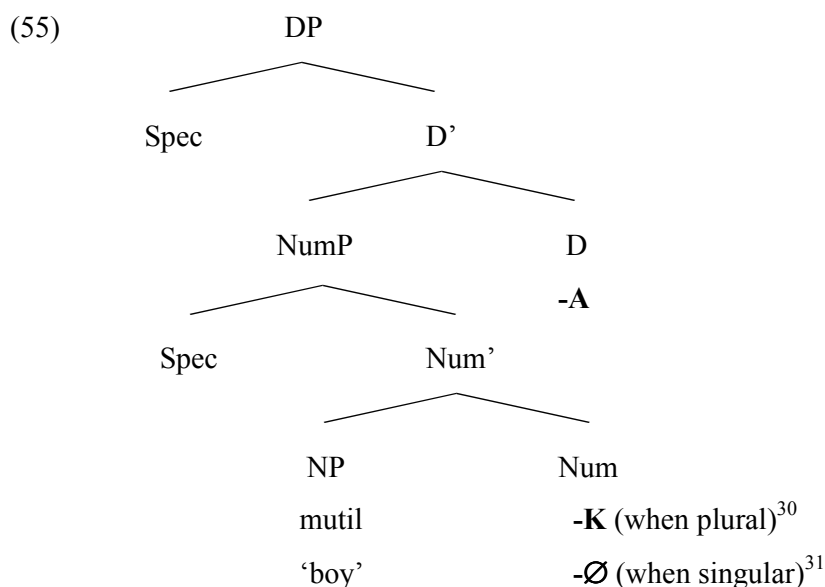 (55) DP
Spec D’
NumP D
-A
Spec Num’
NP Num
mutil -K (when plural)30
‘boy’ -∅ (when singular)31